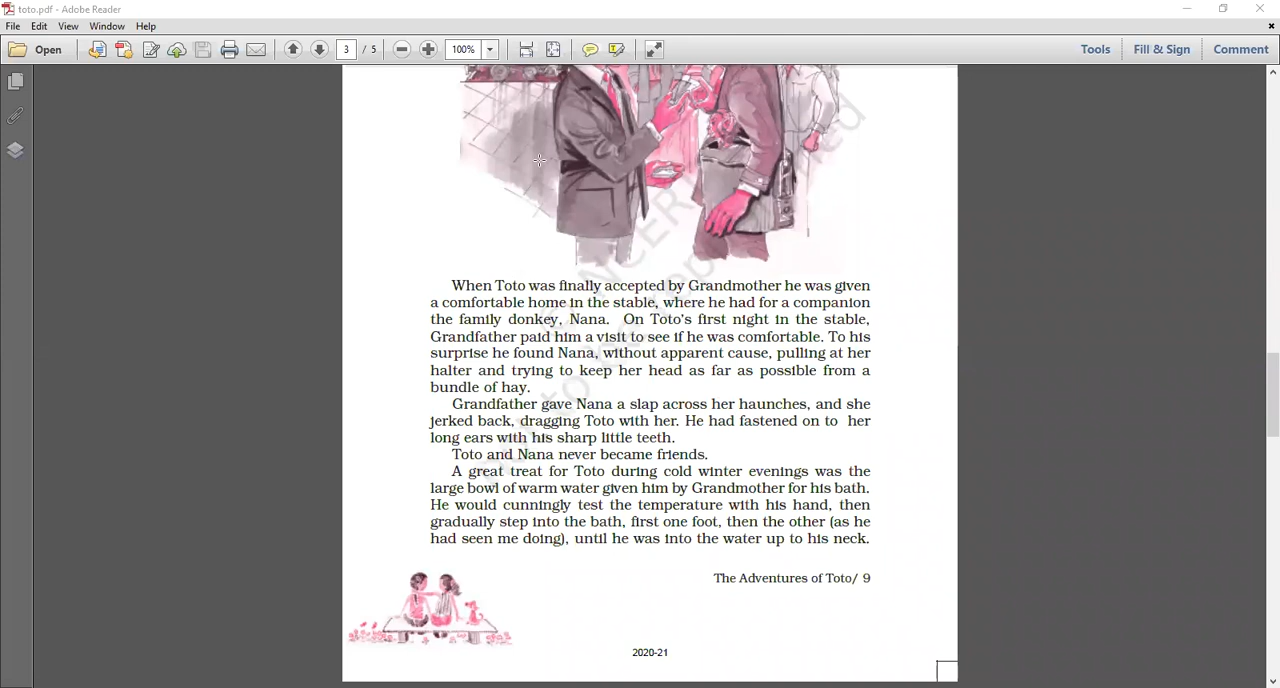 toto.pdf - Adobe Reader
File Edit View Window Help
Open 3 / 5 100% Tools Fill & Sign Comment
When Toto was finally accepted by Grandmother he was given
a comfortable home in the stable, where he had for a companion
the family donkey, Nana. On Toto's first night in the stable,
Grandfather paid him a visit to see if he was comfortable. To his
surprise he found Nana, without apparent cause, pulling at her
halter and trying to keep her head as far as possible from a
bundle of hay.
Grandfather gave Nana a slap across her haunches, and she
jerked back, dragging Toto with her. He had fastened on to her
long ears with his sharp little teeth.
Toto and Nana never became friends.
A great treat for Toto during cold winter evenings was the
large bowl of warm water given him by Grandmother for his bath.
He would cunningly test the temperature with his hand, then
gradually step into the bath, first one foot, then the other (as he
had seen me doing), until he was into the water up to his neck.
The Adventures of Toto/ 9
2020-21